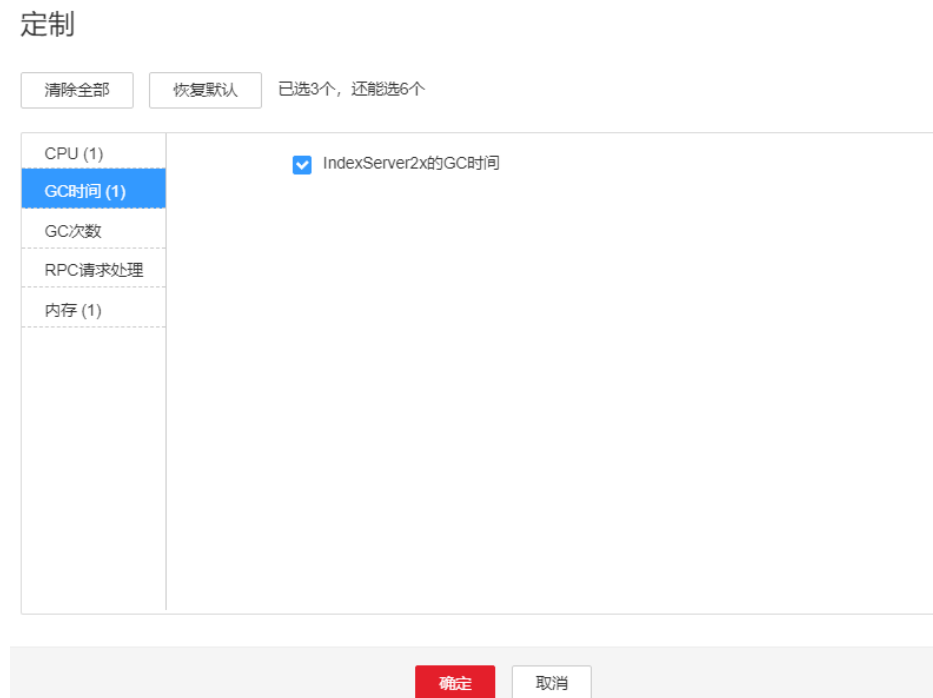 定制
清除全部 恢复默认 已选3个，还能选6个
CPU (1)
IndexServer2x的GC时间
GC时间 (1)
GC次数
RPC请求处理
内存 (1)
确定 取消